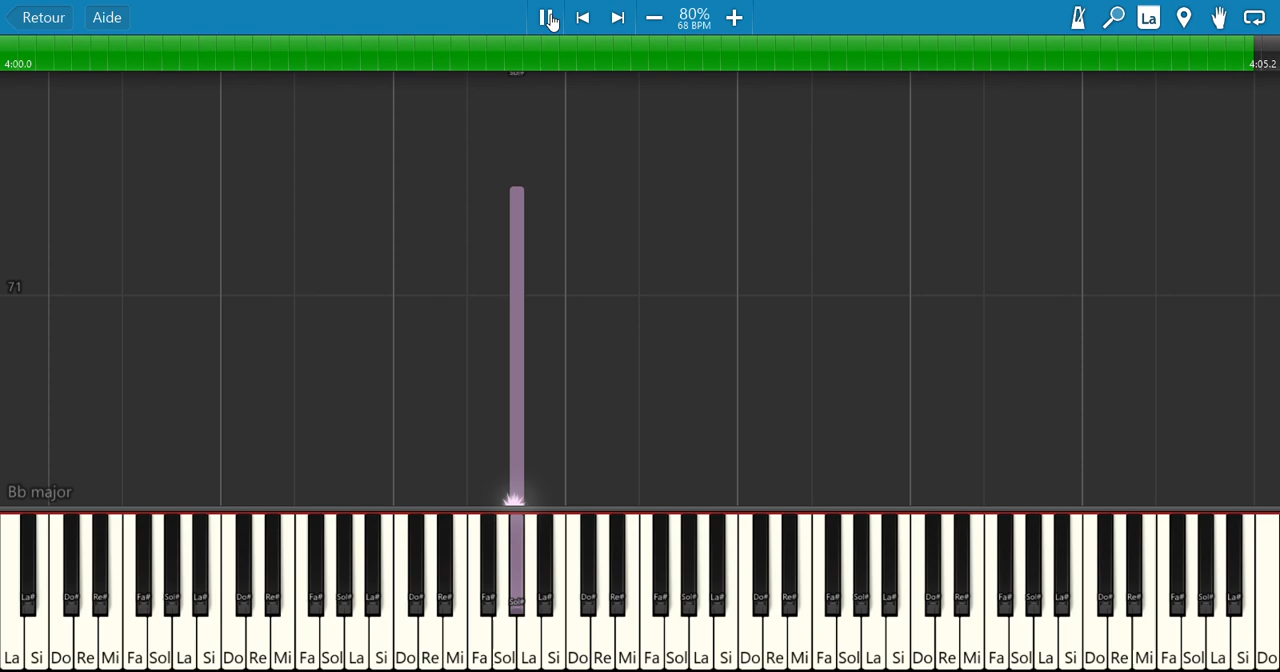 Retour Aide 80% La
68 BPM
4:00.0 4:05.2
Sol#
71
Bb major
La# Do# Re# Fa# Sol# La# Do# Re# Fa# Sol# La# Do# Re# Fa# Sol# La# Do# Re# Fa# Sol# La# Do# Re# Fa# Sol# La# Do# Re# Fa# Sol# La# Do# Re# Fa# Sol# La#
La Si Do Re Mi Fa Sol La Si Do Re Mi Fa Sol La Si Do Re Mi Fa Sol La Si Do Re Mi Fa Sol La Si Do Re Mi Fa Sol La Si Do Re Mi Fa Sol La Si Do Re Mi Fa Sol La Si Do